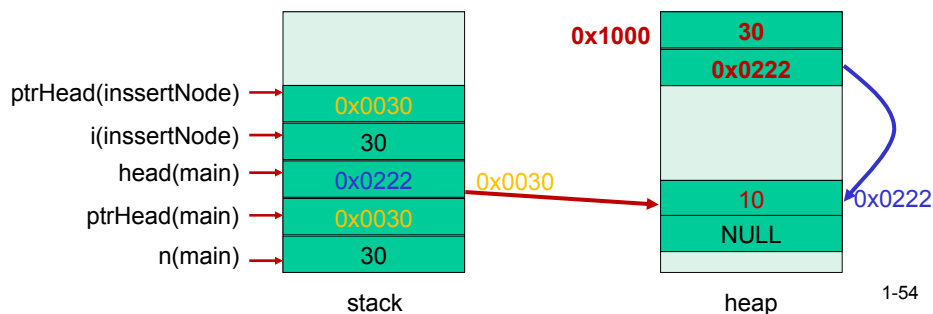 0x1000
30
0x0222
ptrHead(inssertNode)
0x0030
i(inssertNode)
30
head(main)
0x0222
0x0030
ptrHead(main)
0x0030
n(main)
30
10
0x0222
NULL
stack
heap
1-54